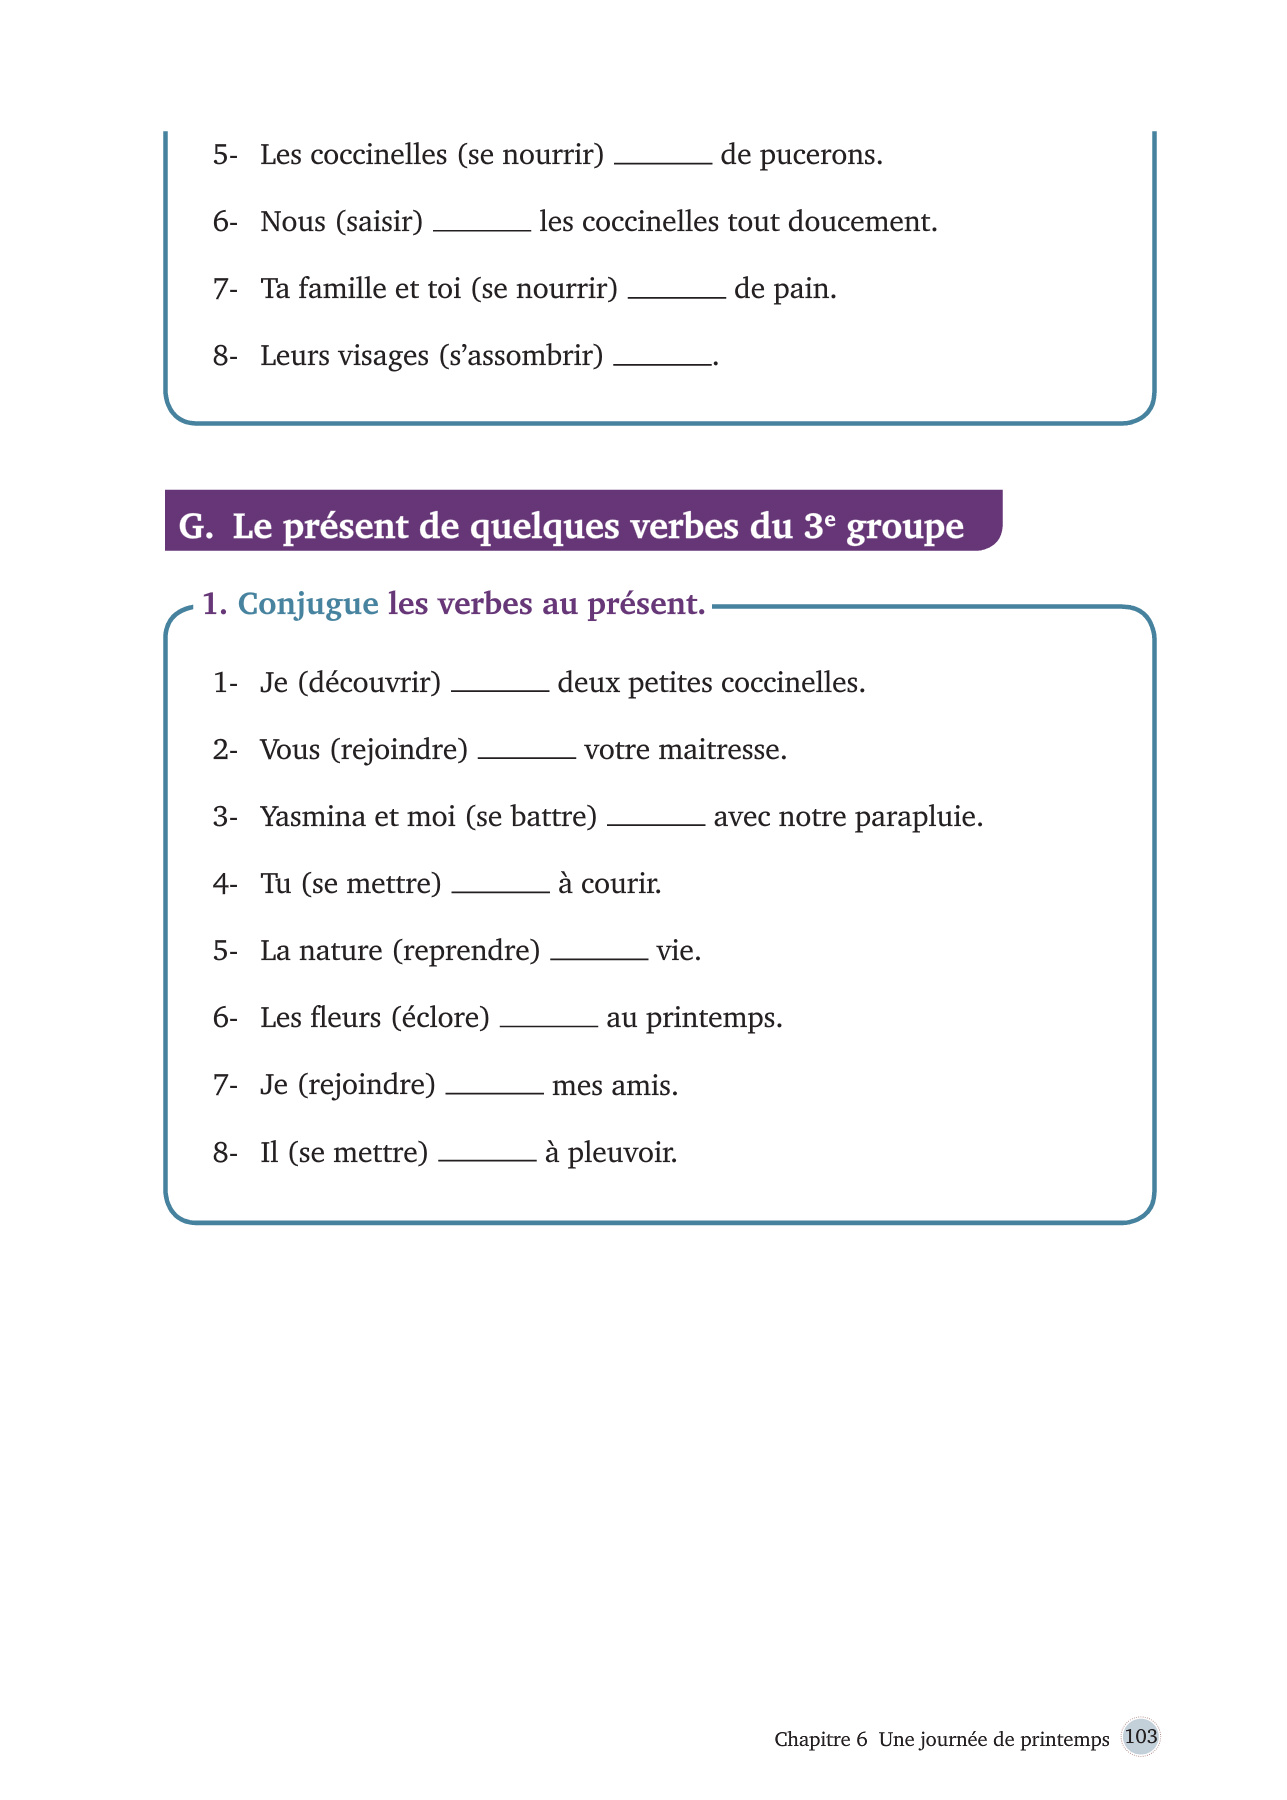 5- Les coccinelles (se nourrir) _______ de pucerons.
6- Nous (saisir) _______ les coccinelles tout doucement.
7- Ta famille et toi (se nourrir) _______ de pain.
8- Leurs visages (s’assombrir) _______.
G. Le présent de quelques verbes du 3e groupe
1. Conjugue les verbes au présent.
1- Je (découvrir) _______ deux petites coccinelles.
2- Vous (rejoindre) _______ votre maitresse.
3- Yasmina et moi (se battre) _______ avec notre parapluie.
4- Tu (se mettre) _______ à courir.
5- La nature (reprendre) _______ vie.
6- Les fleurs (éclore) _______ au printemps.
7- Je (rejoindre) _______ mes amis.
8- Il (se mettre) _______ à pleuvoir.
Chapitre 6 Une journée de printemps 103